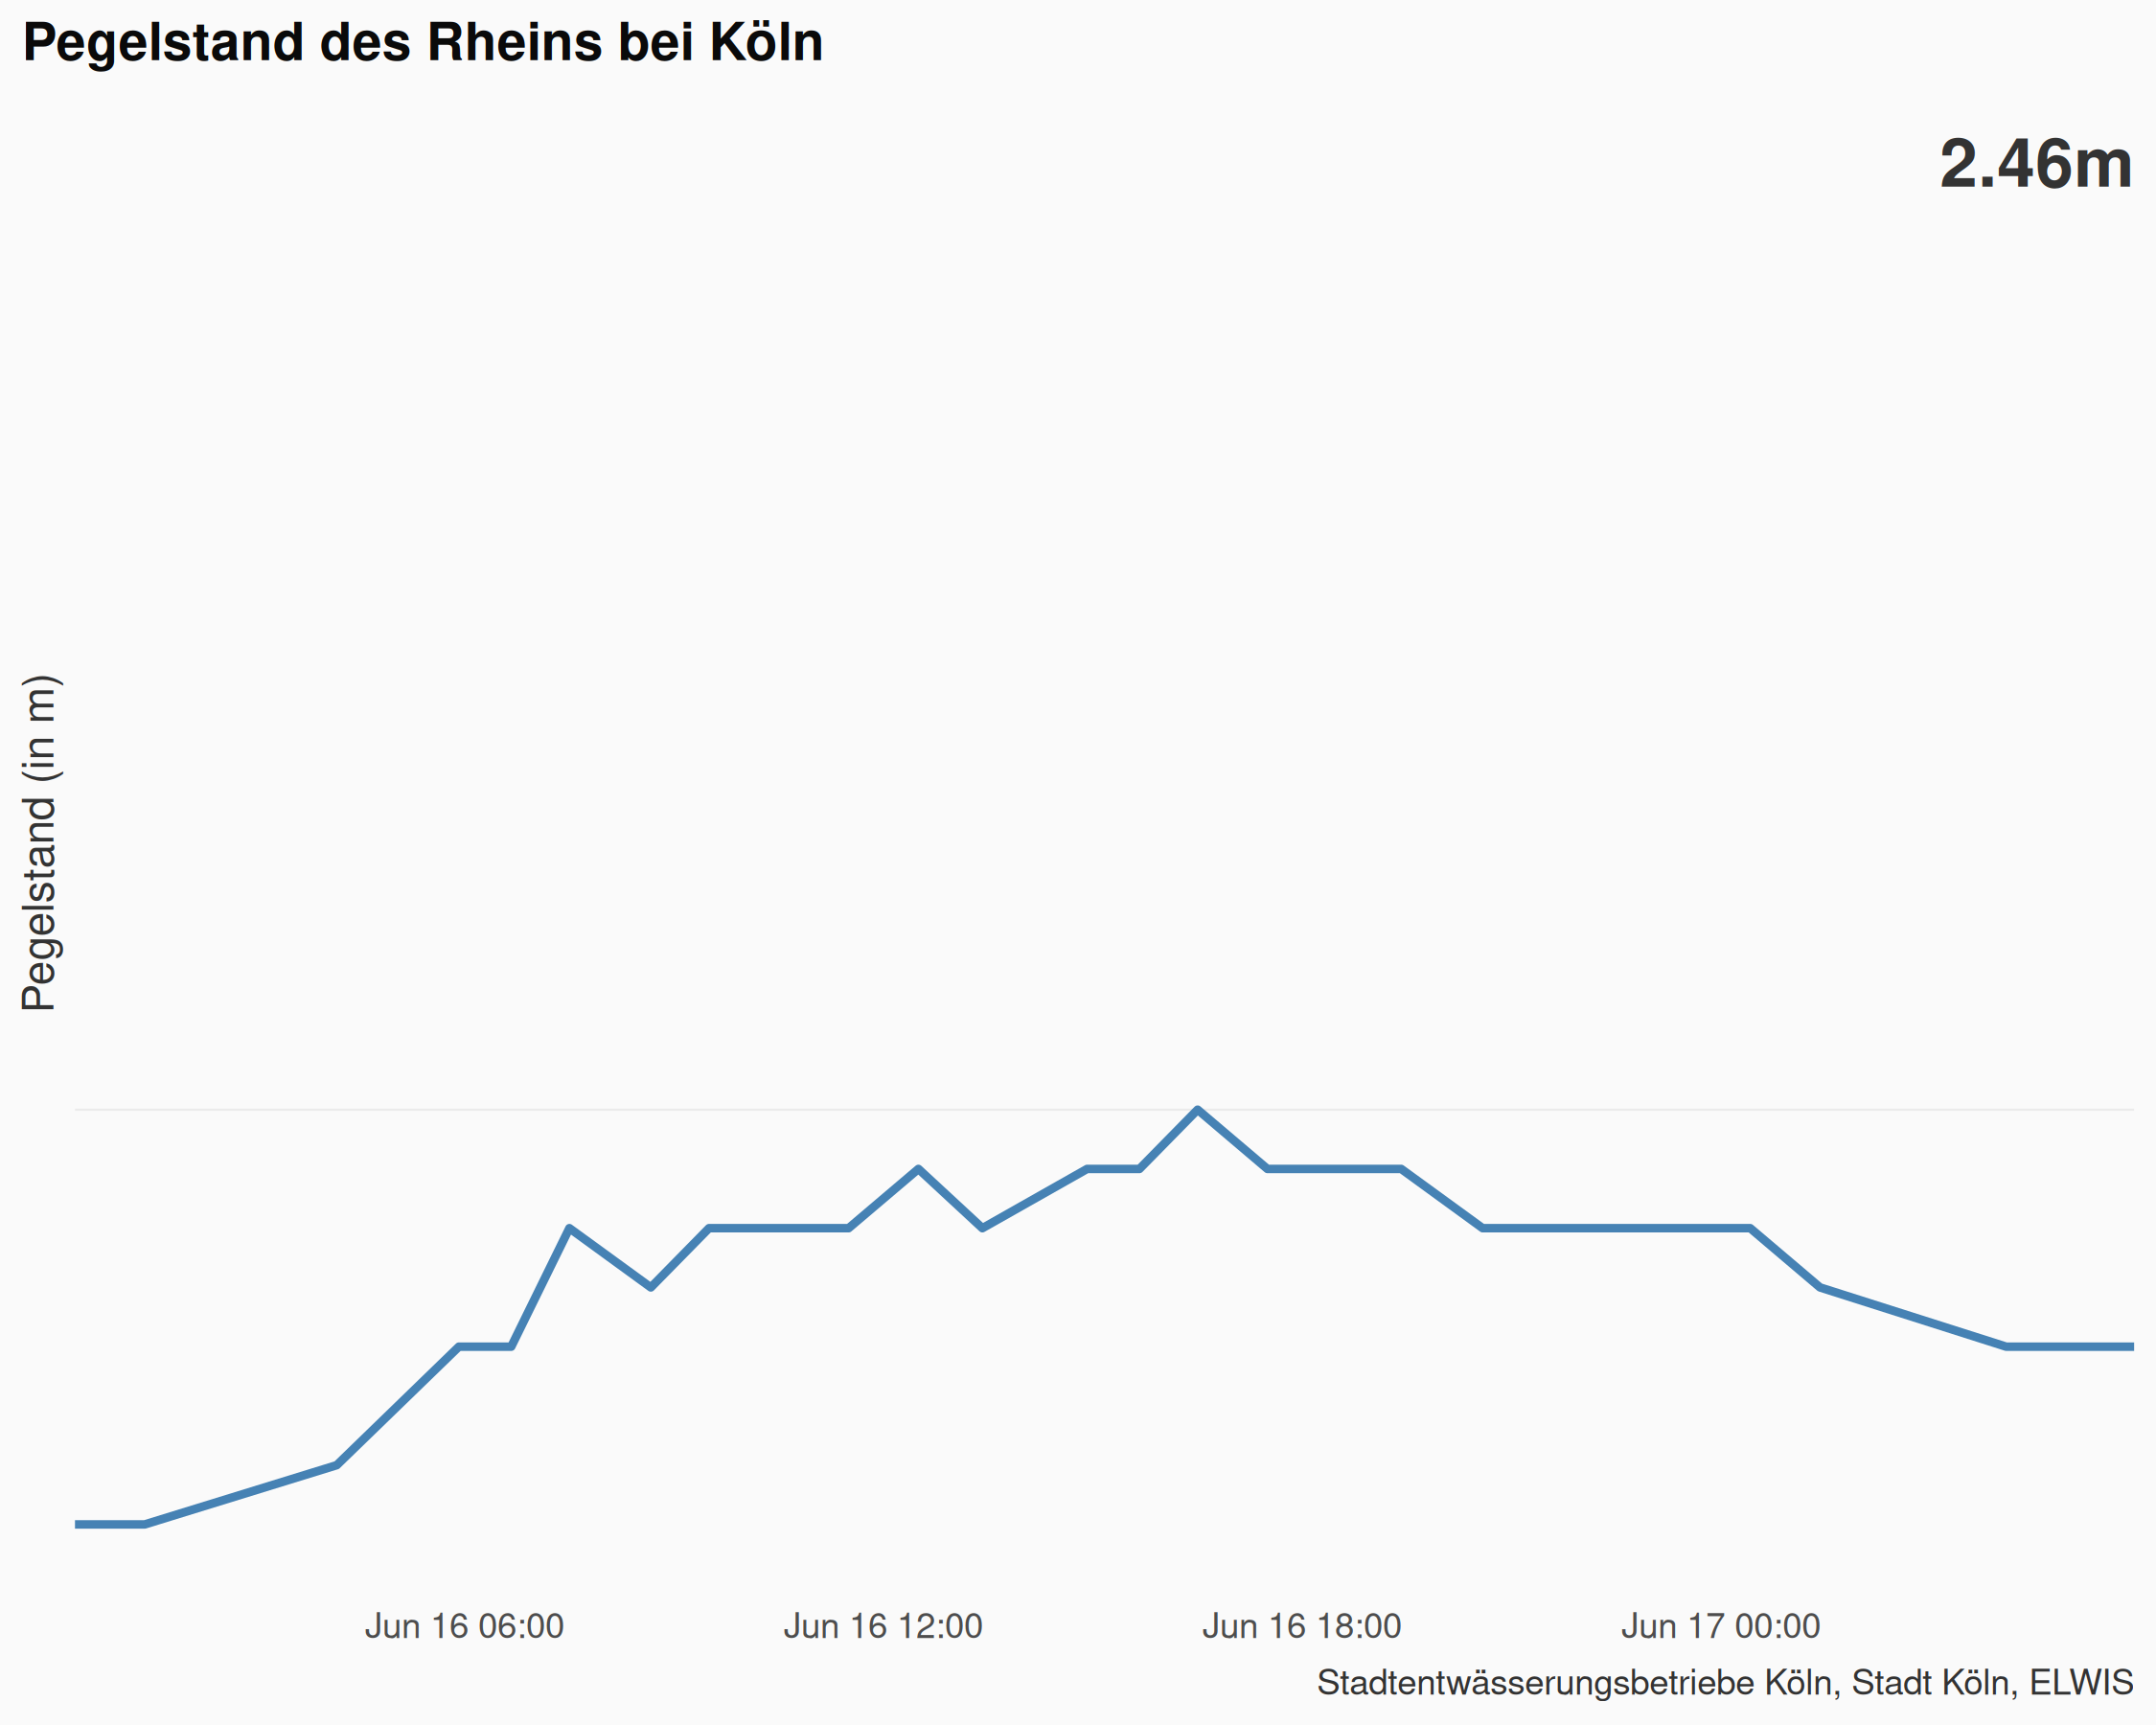 Pegelstand des Rheins bei Köln
2.46m
Pegelstand (in m)
Jun 16 06:00
Jun 16 12:00
Jun 16 18:00
Jun 17 00:00
Stadtentwässerungsbetriebe Köln, Stadt Köln, ELWIS